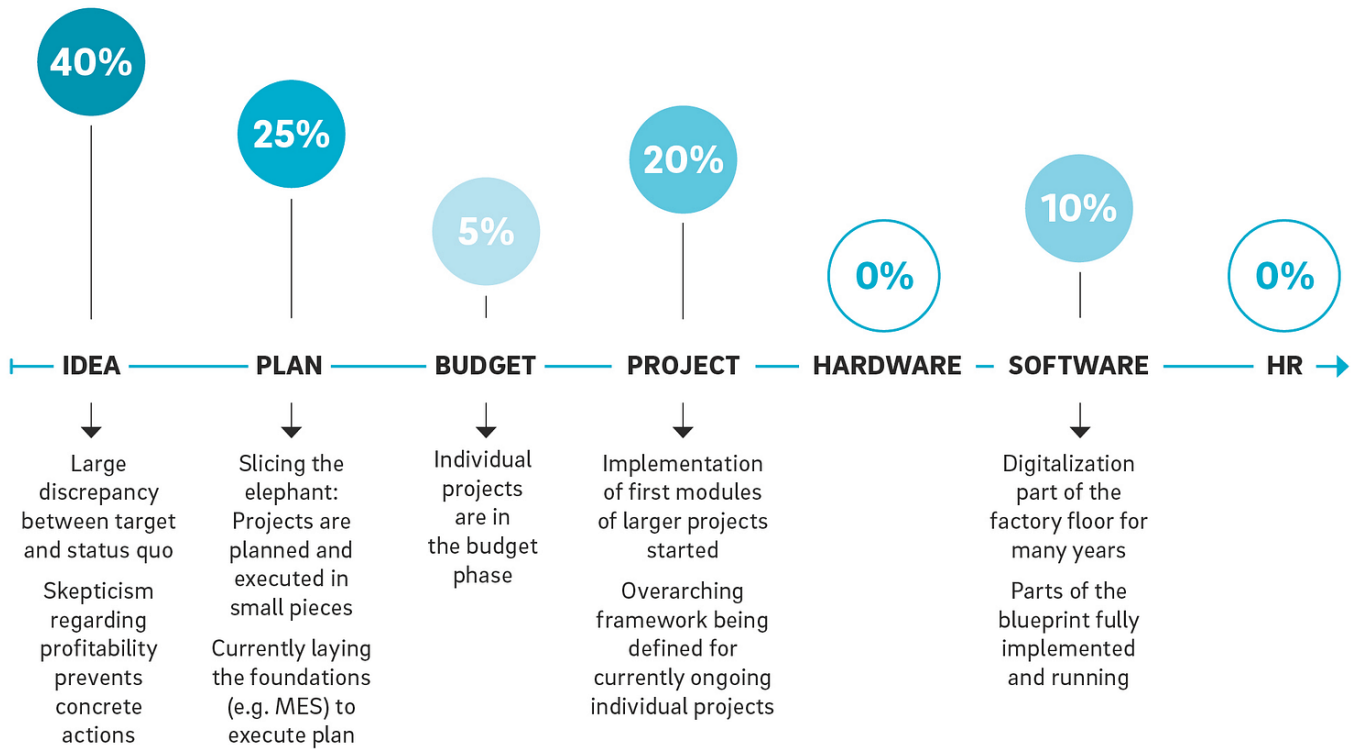 40%
25%
5%
20%
0%
10%
0%
IDEA
PLAN
BUDGET
PROJECT
HARDWARE
SOFTWARE
HR
Large
discrepancy
between target
and status quo
Skepticism
regarding
profitability
prevents
concrete
actions
Slicing the
elephant:
Projects are
planned and
executed in
small pieces
Currently laying
the foundations
(e.g. MES) to
execute plan
Individual
projects
are in
the budget
phase
Implementation
of first modules
of larger projects
started
Overarching
framework being
defined for
currently ongoing
individual projects
Digitalization
part of the
factory floor for
many years
Parts of the
blueprint fully
implemented
and running